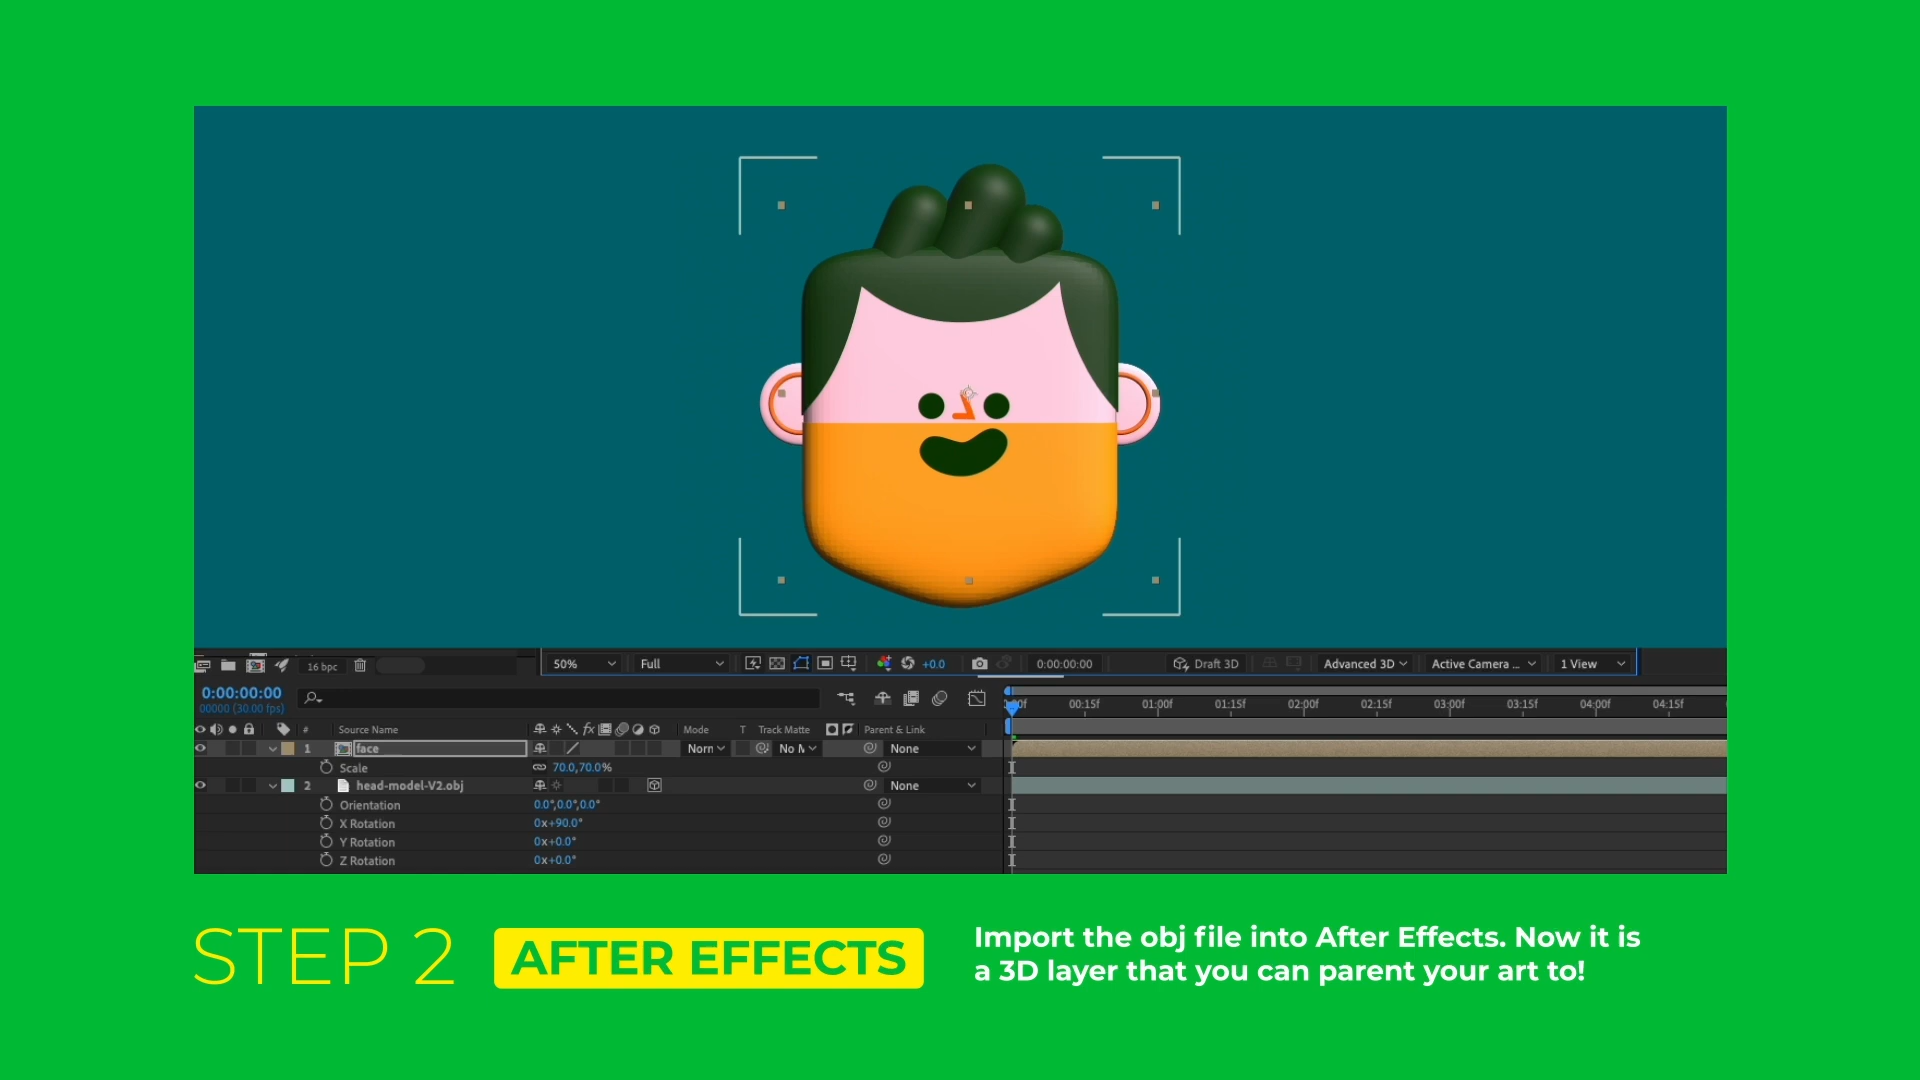 16 bpc
50%
Full
+0.0
0:00:00:00
Draft 3D
Advanced 3D
Active Camera ...
1 View
0:00:00:00
00000 (30.00 fps)
00:15f
01:00f
01:15f
02:00f
02:15f
03:00f
03:15f
04:00f
04:15f
# Source Name
fx
Mode
T Track Matte
Parent & Link
1 face
Norn
No M
None
Scale
70.0,70.0%
2 head-model-V2.obj
None
Orientation
0.0°,0.0°,0.0°
X Rotation
0x+90.0°
Y Rotation
0x+0.0°
Z Rotation
0x+0.0°
STEP 2
AFTER EFFECTS
Import the obj file into After Effects. Now it is
a 3D layer that you can parent your art to!